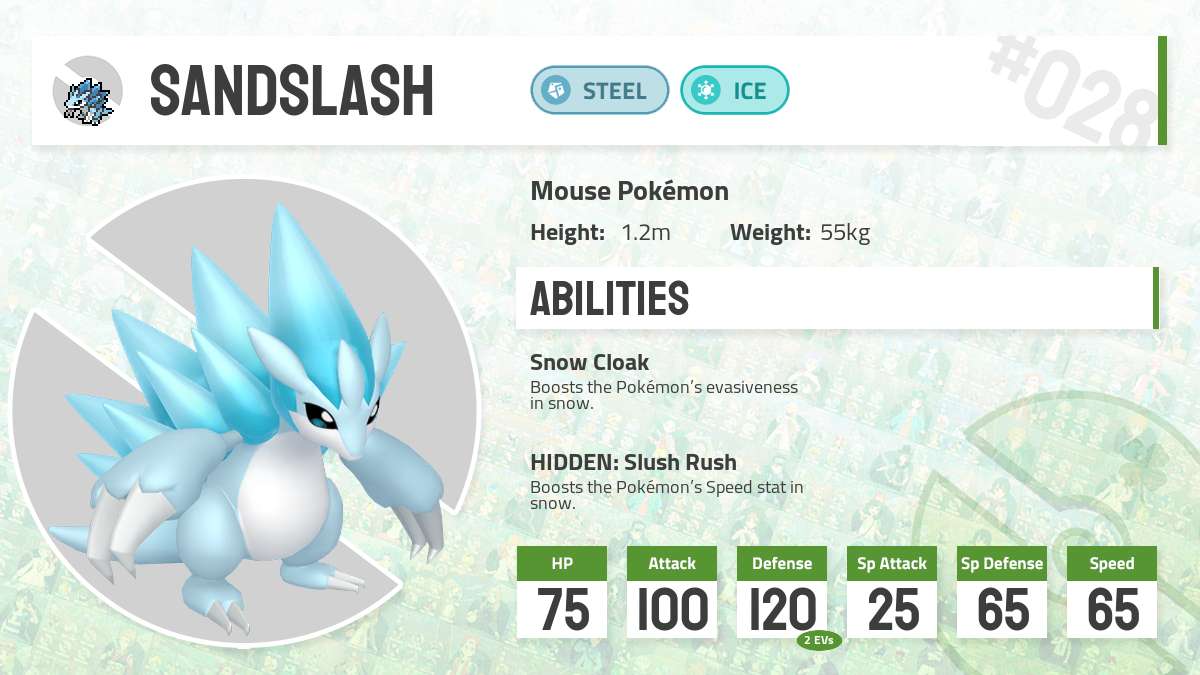 SANDSLASH
STEEL
ICE
#028
Mouse Pokémon
Height: 1.2m Weight: 55kg
ABILITIES
Snow Cloak
Boosts the Pokémon's evasiveness
in snow.
HIDDEN: Slush Rush
Boosts the Pokémon's Speed stat in
snow.
HP Attack Defense Sp Attack Sp Defense Speed
75 100 120 25 65 65
2 EVs